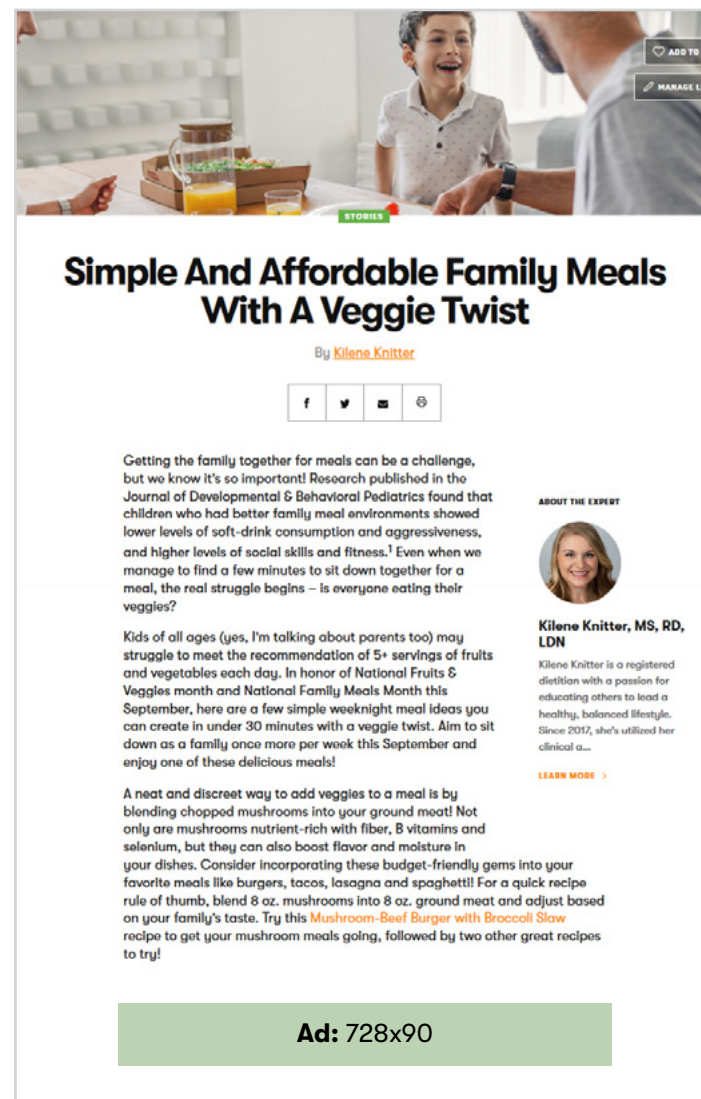 ADD TO
MANAGE L
STORIES
Simple And Affordable Family Meals
With A Veggie Twist
By Kilene Knitter
Getting the family together for meals can be a challenge,
but we know it's so important! Research published in the
Journal of Developmental & Behavioral Pediatrics found that
children who had better family meal environments showed
lower levels of soft-drink consumption and aggressiveness,
and higher levels of social skills and fitness.¹ Even when we
manage to find a few minutes to sit down together for a
meal, the real struggle begins – is everyone eating their
veggies?
Kids of all ages (yes, I'm talking about parents too) may
struggle to meet the recommendation of 5+ servings of fruits
and vegetables each day. In honor of National Fruits &
Veggies month and National Family Meals Month this
September, here are a few simple weeknight meal ideas you
can create in under 30 minutes with a veggie twist. Aim to sit
down as a family once more per week this September and
enjoy one of these delicious meals!
A neat and discreet way to add veggies to a meal is by
blending chopped mushrooms into your ground meat! Not
only are mushrooms nutrient-rich with fiber, B vitamins and
selenium, but they can also boost flavor and moisture in
your dishes. Consider incorporating these budget-friendly gems into your
favorite meals like burgers, tacos, lasagna and spaghetti! For a quick recipe
rule of thumb, blend 8 oz. mushrooms into 8 oz. ground meat and adjust based
on your family's taste. Try this Mushroom-Beef Burger with Broccoli Slaw
recipe to get your mushroom meals going, followed by two other great recipes
to try!
ABOUT THE EXPERT
Kilene Knitter, MS, RD,
LDN
Kilene Knitter is a registered
dietitian with a passion for
educating others to lead a
healthy, balanced lifestyle.
Since 2017, she's utilized her
clinical a...
LEARN MORE >
Ad: 728x90